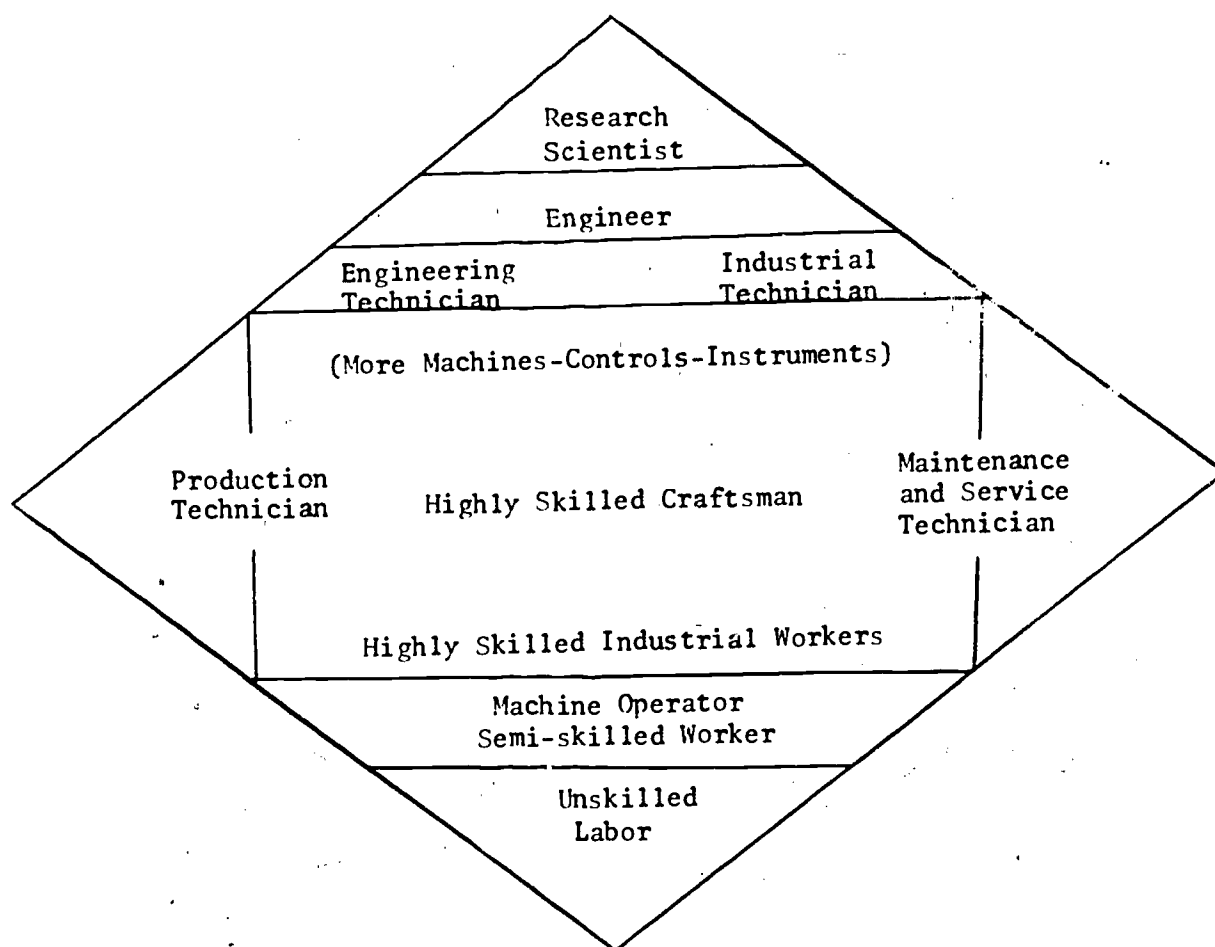 Research
Scientist
Engineer
Engineering
Technician
Industrial
Technician
(More Machines-Controls-Instruments)
Production
Technician
Highly Skilled Craftsman
Maintenance
and Service
Technician
Highly Skilled Industrial Workers
Machine Operator
Semi-skilled Worker
Unskilled
Labor